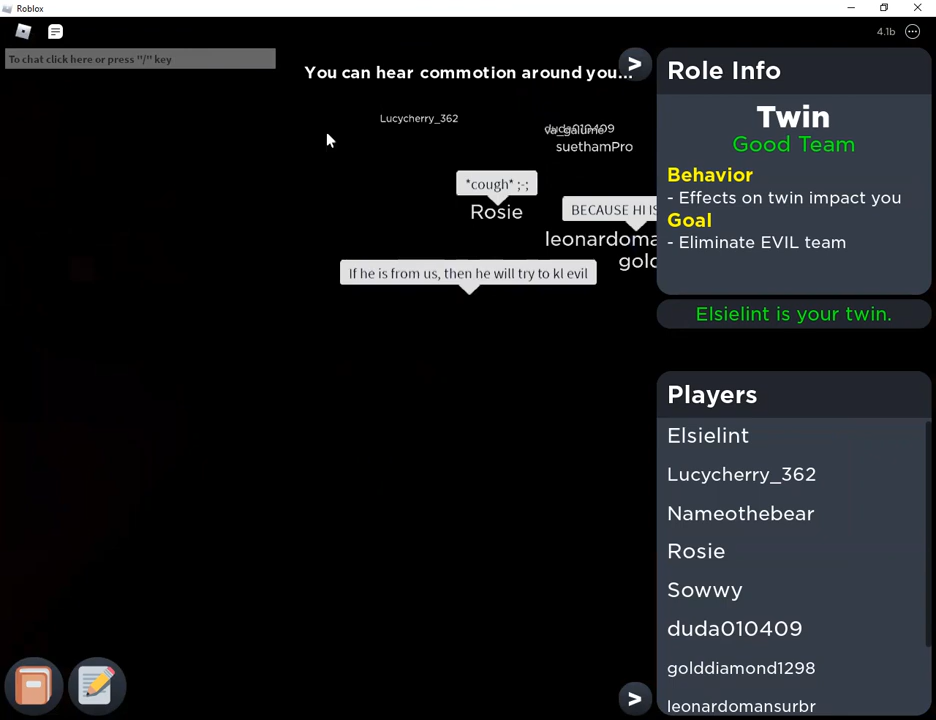 Roblox
4.1b
To chat click here or press "/" key
You can hear commotion around you...
>
Role Info
Lucycherry_362
duda010409
suethamPro
Twin
Good Team
Behavior
- Effects on twin impact you
Goal
- Eliminate EVIL team
*cough* ;-;
Rosie
BECAUSE HI IS
leonardoma
gold
If he is from us, then he will try to kl evil
Elsielint is your twin.
Players
Elsielint
Lucycherry_362
Nameothebear
Rosie
Sowwy
duda010409
golddiamond1298
leonardomansurbr
>